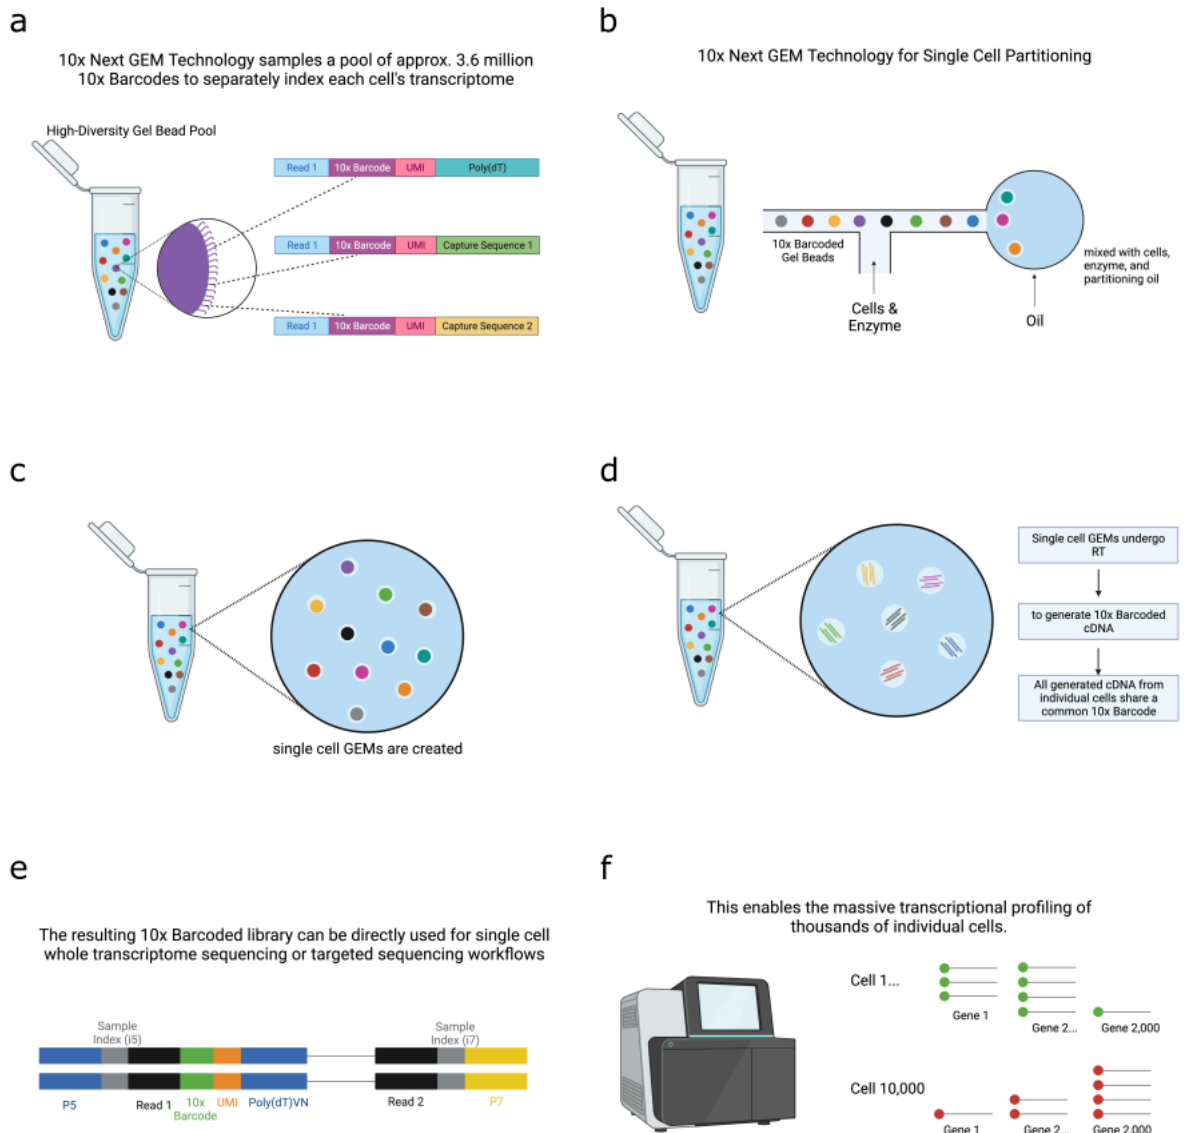 a
10x Next GEM Technology samples a pool of approx. 3.6 million
10x Barcodes to separately index each cell's transcriptome
High-Diversity Gel Bead Pool
Read 1 10x Barcode UMI Poly(dT)
Read 1 10x Barcode UMI Capture Sequence 1
Read 1 10x Barcode UMI Capture Sequence 2
b
10x Next GEM Technology for Single Cell Partitioning
10x Barcoded
Gel Beads
Cells &
Enzyme
Oil
mixed with cells,
enzyme, and
partitioning oil
c
single cell GEMs are created
d
Single cell GEMs undergo
RT
to generate 10x Barcoded
cDNA
All generated cDNA from
individual cells share a
common 10x Barcode
e
The resulting 10x Barcoded library can be directly used for single cell
whole transcriptome sequencing or targeted sequencing workflows
Sample
Index (i5)
Sample
Index (i7)
P5
Read 1
10x
Barcode
UMI
Poly(dT)VN
Read 2
P7
f
This enables the massive transcriptional profiling of
thousands of individual cells.
Cell 1...
Gene 1
Gene 2...
Gene 2,000
Cell 10,000
Gene 1
Gene 2...
Gene 2,000